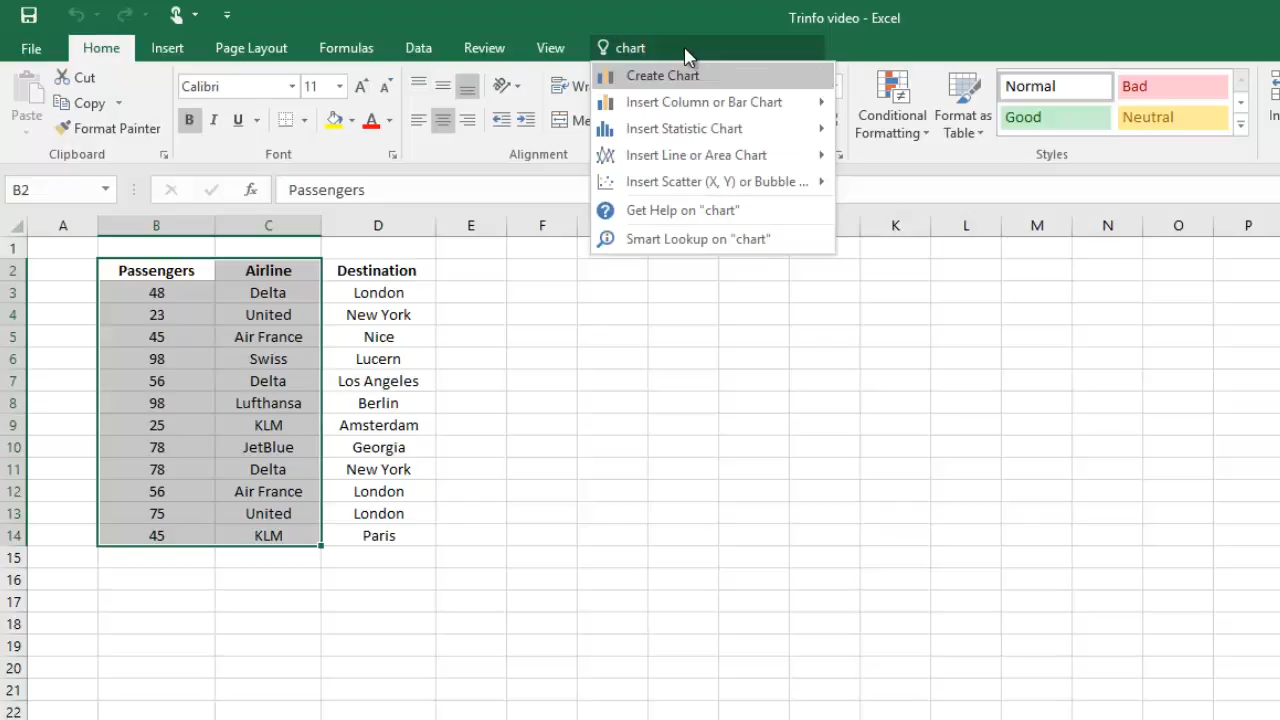 Trinfo video - Excel
File Home Insert Page Layout Formulas Data Review View chart
Cut
Copy
Format Painter
Paste
Clipboard
Calibri 11
B I U
Font
Alignment
Conditional Formatting
Format as Table
Normal Bad
Good Neutral
Styles
Create Chart
Insert Column or Bar Chart
Insert Statistic Chart
Insert Line or Area Chart
Insert Scatter (X, Y) or Bubble ...
Get Help on "chart"
Smart Lookup on "chart"
B2 fx Passengers
A B C D E F K L M N O P
1
2 Passengers Airline Destination
3 48 Delta London
4 23 United New York
5 45 Air France Nice
6 98 Swiss Lucern
7 56 Delta Los Angeles
8 98 Lufthansa Berlin
9 25 KLM Amsterdam
10 78 JetBlue Georgia
11 78 Delta New York
12 56 Air France London
13 75 United London
14 45 KLM Paris
15
16
17
18
19
20
21
22